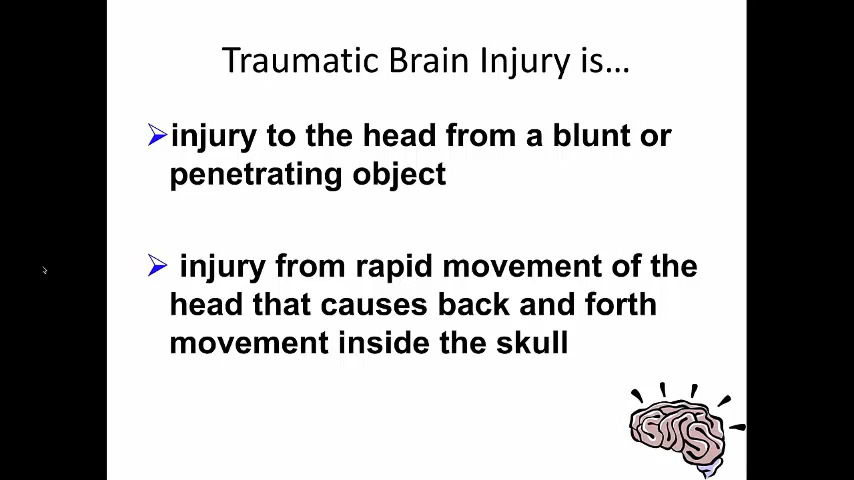 Traumatic Brain Injury is...
injury to the head from a blunt or
penetrating object
injury from rapid movement of the
head that causes back and forth
movement inside the skull